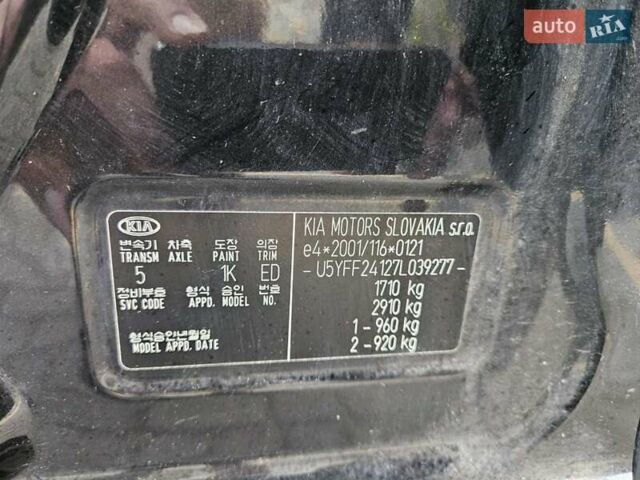 auto RIA
KIA
변속기 차축 도장 의장
TRANSM AXLE PAINT TRIM
5 1K ED
정비부호 형식 승인 번호
SVC CODE APPD. MODEL NO.
형식승인년월일
MODEL APPD. DATE
KIA MOTORS SLOVAKIA s.r.o.
e4*2001/116*0121
- U5YFF24127L039277 -
1710 kg
2910 kg
1 - 960 kg
2 - 920 kg